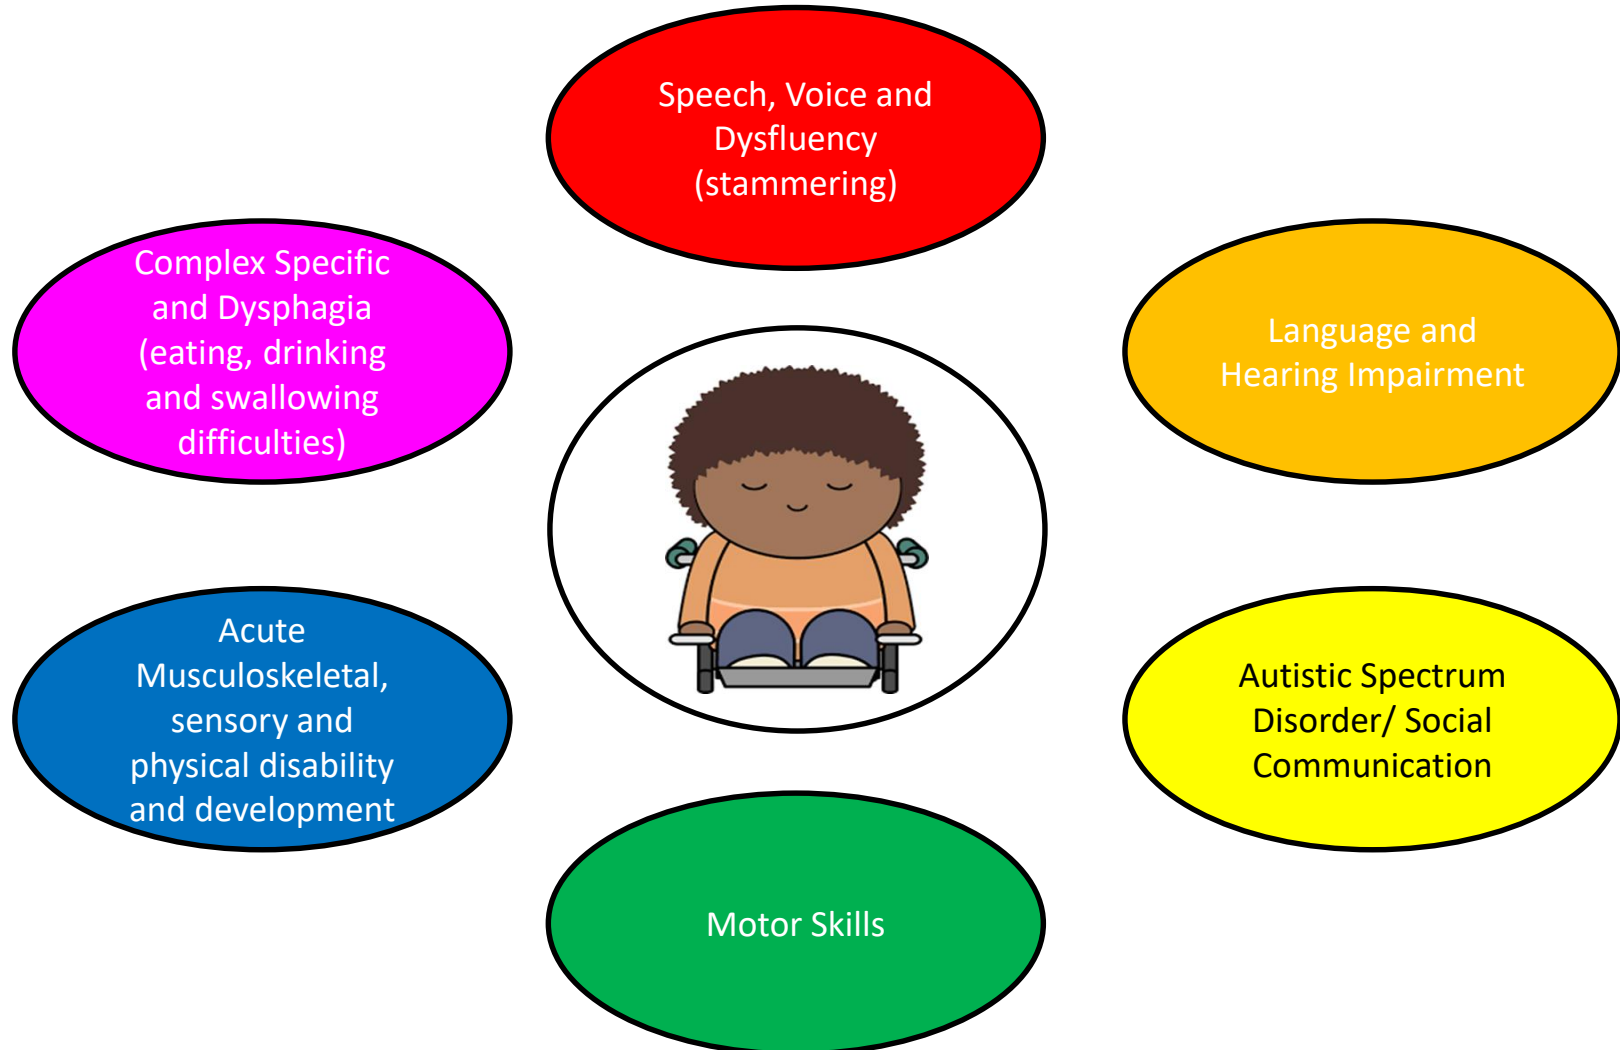 Speech, Voice and
Dysfluency
(stammering)
Complex Specific
and Dysphagia
(eating, drinking
and swallowing
difficulties)
Language and
Hearing Impairment
Acute
Musculoskeletal,
sensory and
physical disability
and development
Autistic Spectrum
Disorder/ Social
Communication
Motor Skills